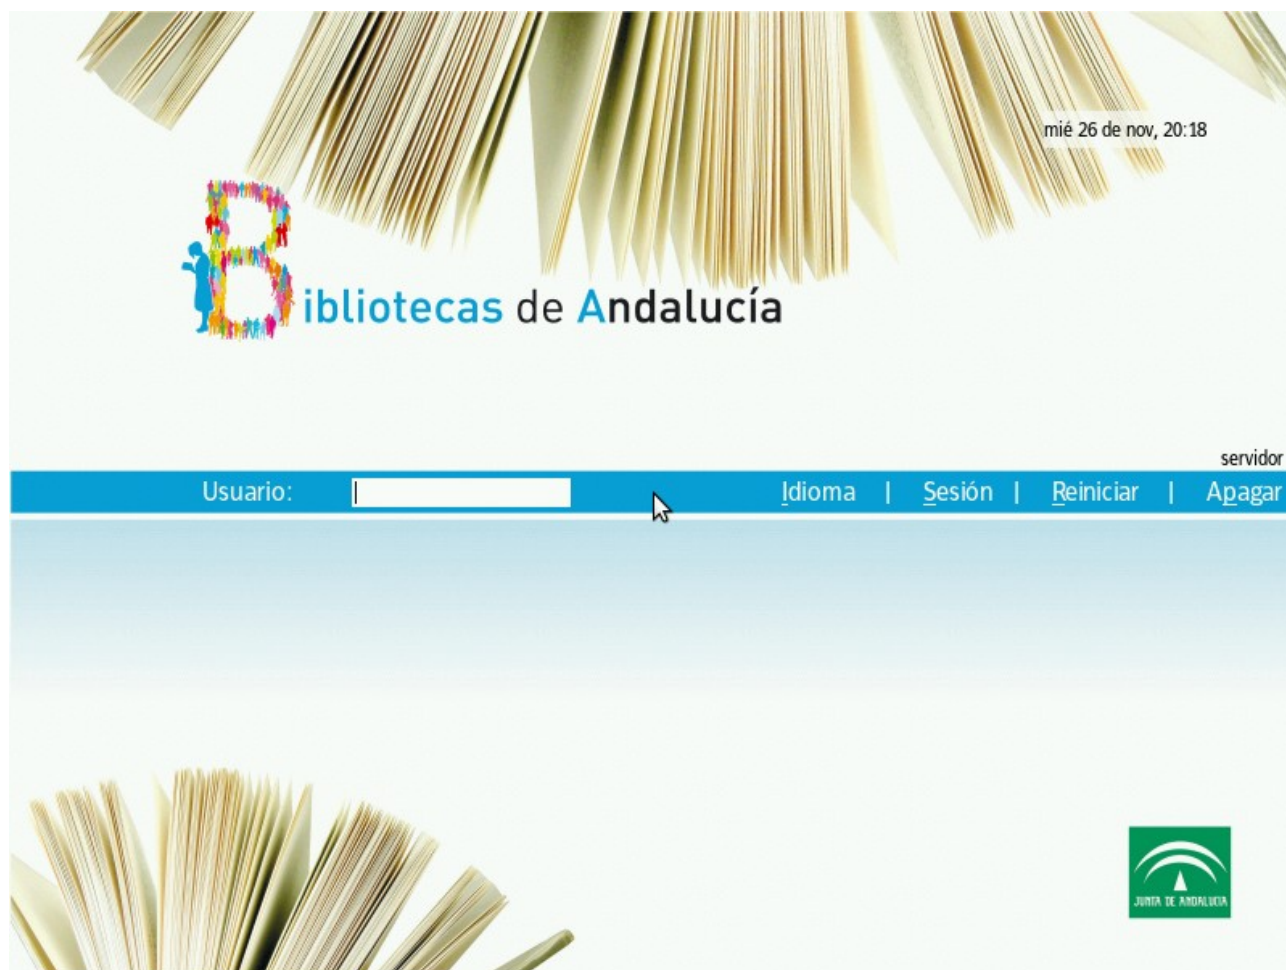 mié 26 de nov, 20:18
Bibliotecas de Andalucía
servidor
Usuario: Idioma | Sesión | Reiniciar | Apagar
JUNTA DE ANDALUCIA